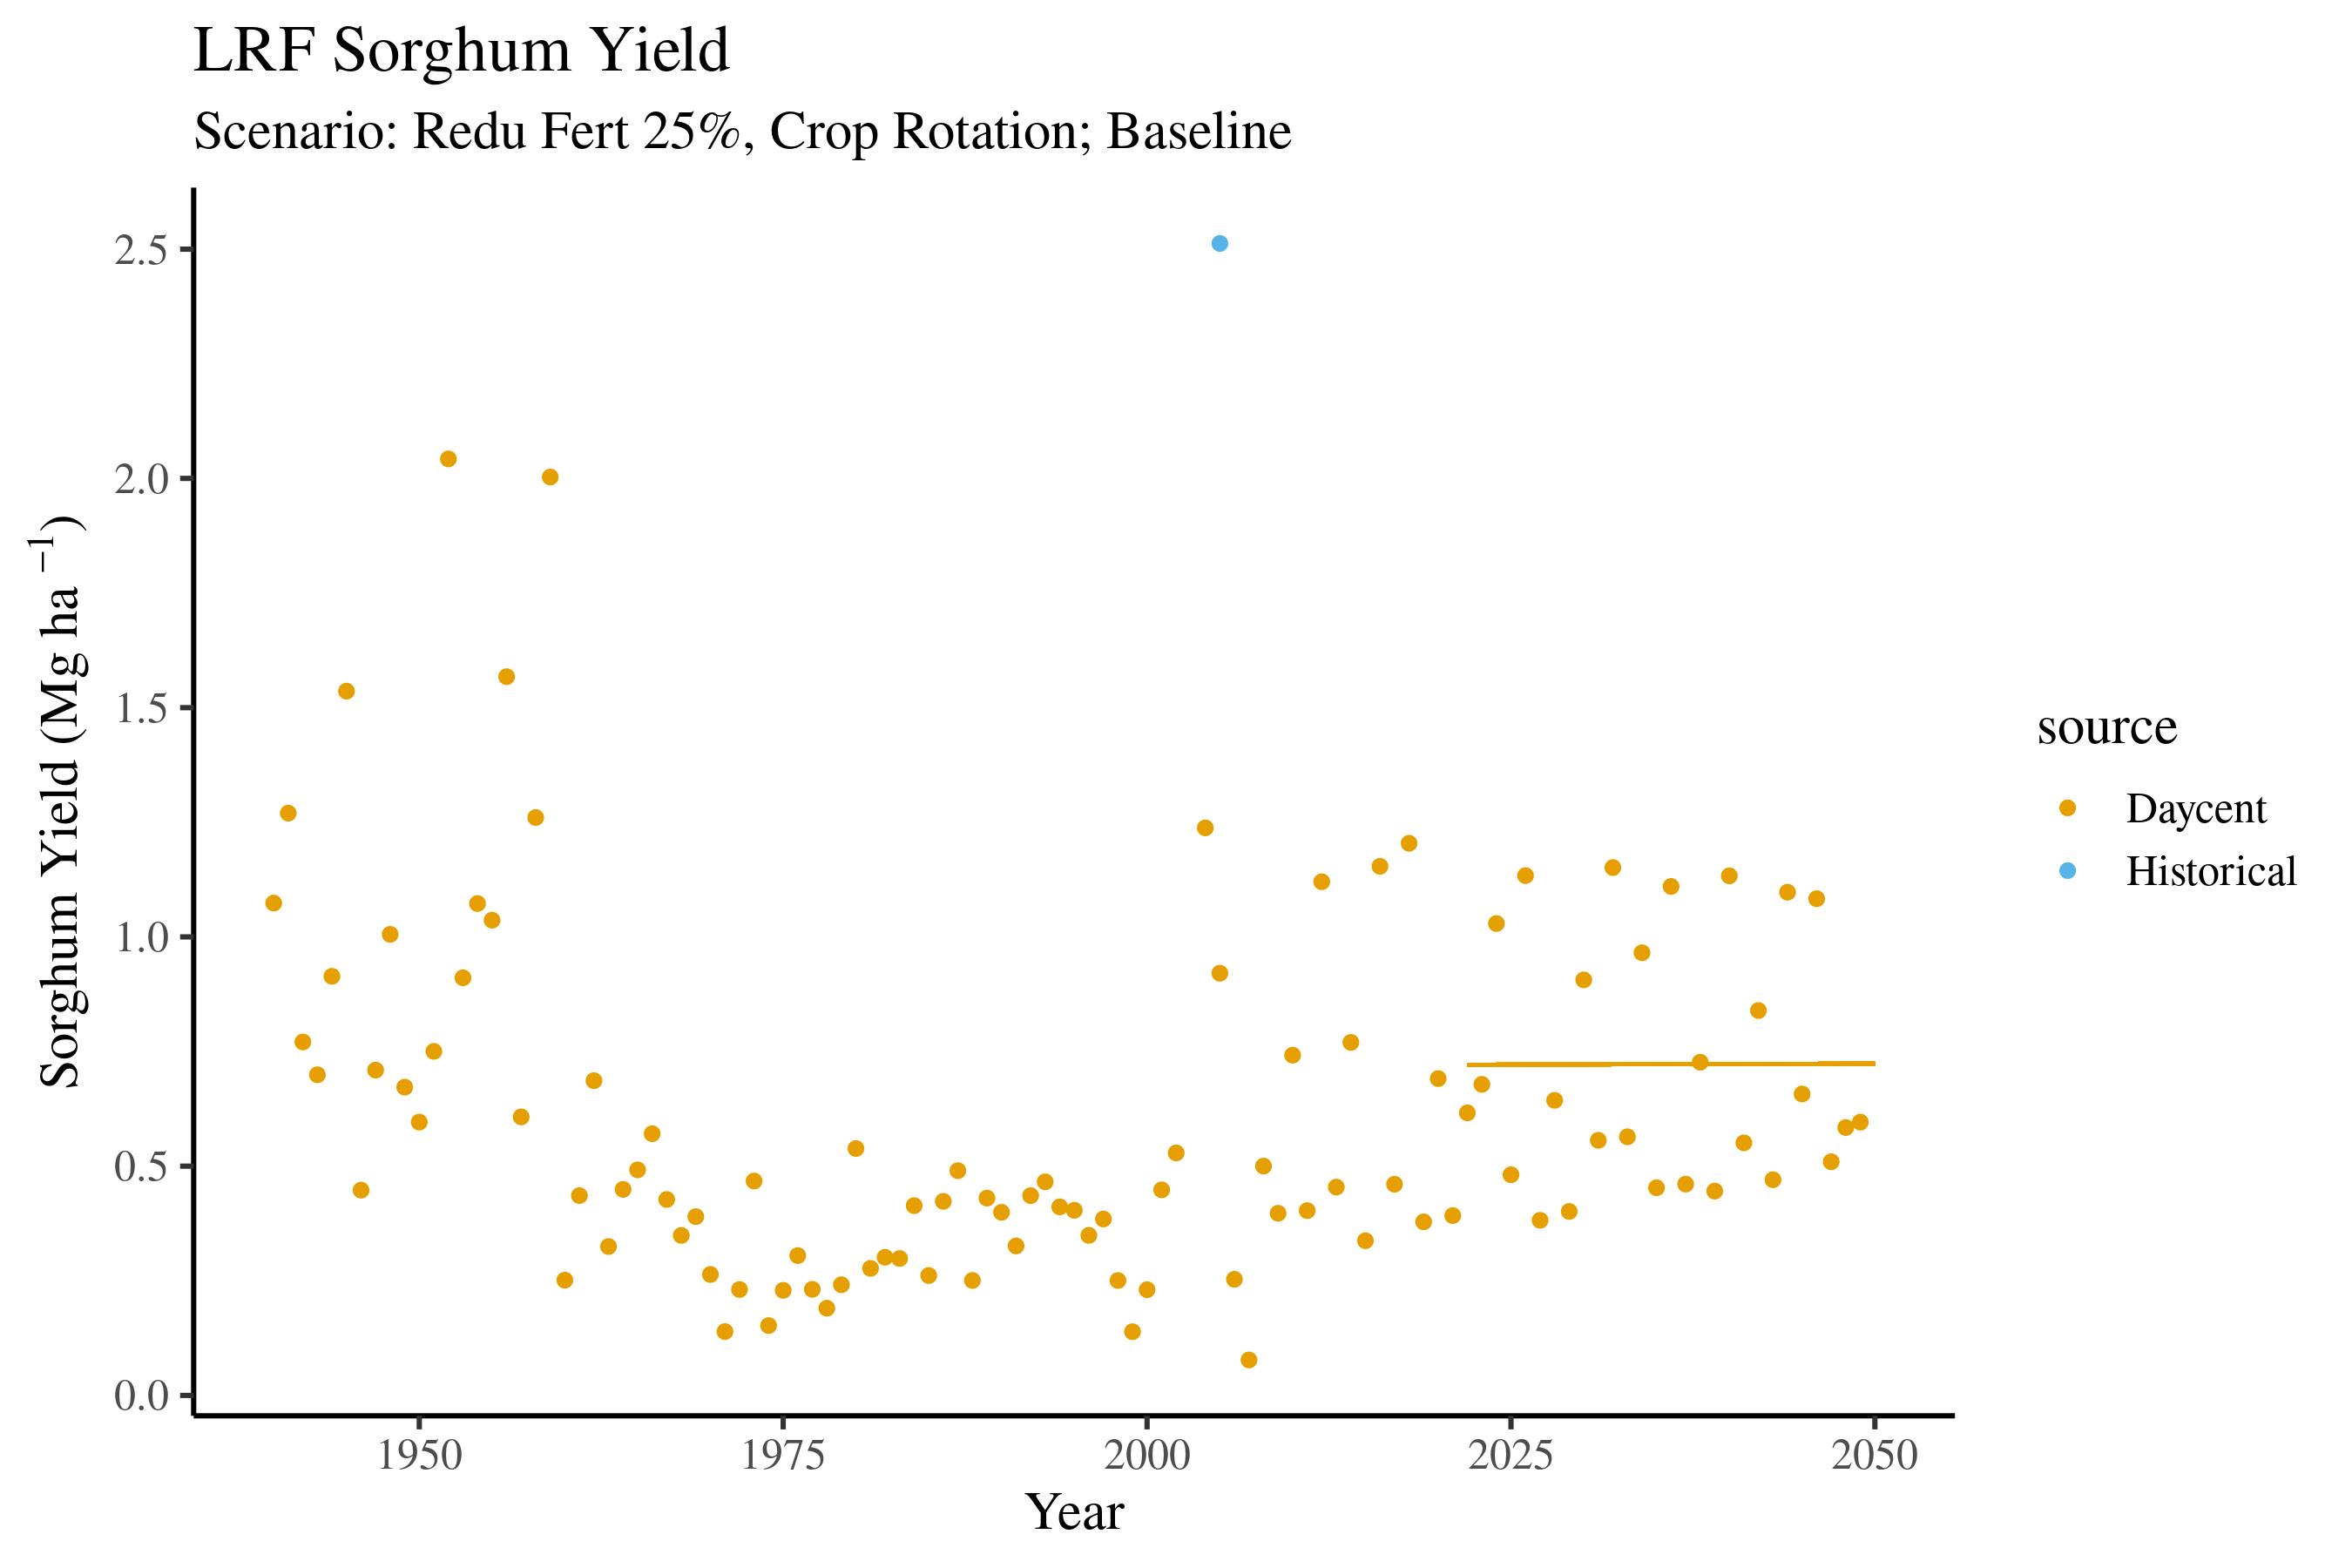 LRF Sorghum Yield
Scenario: Redu Fert 25%, Crop Rotation; Baseline
Sorghum Yield (Mg ha ⁻¹)
2.5
2.0
1.5
1.0
0.5
0.0
1950 1975 2000 2025 2050
Year
source
Daycent
Historical